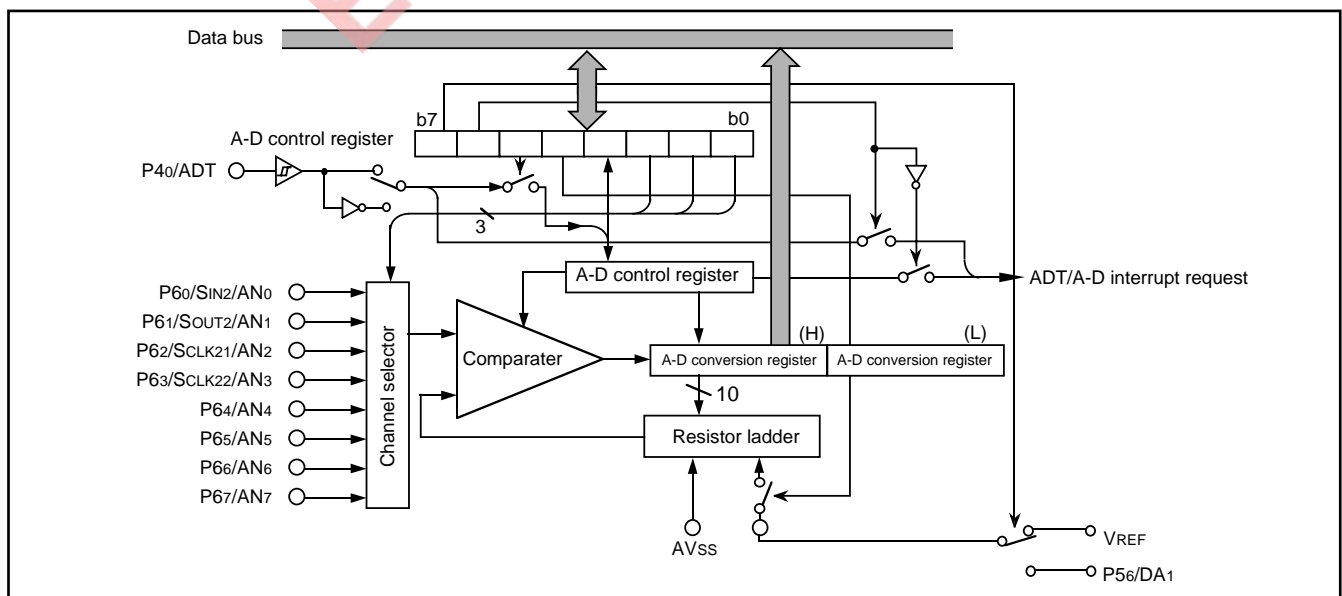 Data bus
b7
b0
A-D control register
P40/ADT
3
A-D control register
ADT/A-D interrupt request
P60/SIN2/AN0
P61/SOUT2/AN1
P62/SCLK21/AN2
P63/SCLK22/AN3
P64/AN4
P65/AN5
P66/AN6
P67/AN7
Channel selector
Comparater
(H)
(L)
A-D conversion register
A-D conversion register
10
Resistor ladder
AVSS
VREF
P56/DA1